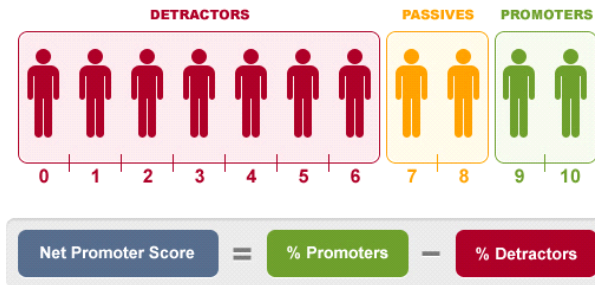 DETRACTORS PASSIVES PROMOTERS
0 1 2 3 4 5 6 7 8 9 10
Net Promoter Score = % Promoters − % Detractors